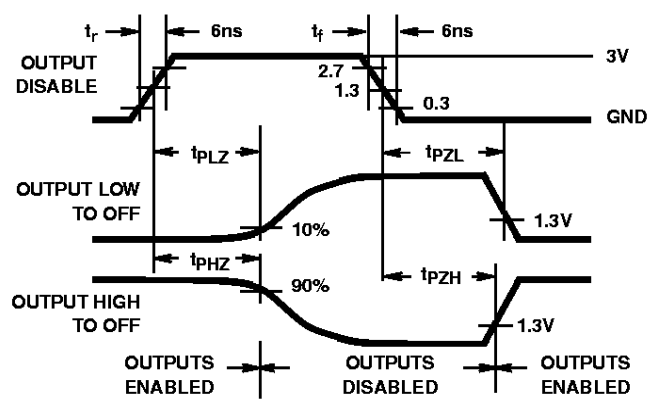 tr 6ns tf 6ns
OUTPUT
DISABLE
2.7
1.3
0.3
3V
GND
tPLZ tPZL
OUTPUT LOW
TO OFF
10%
1.3V
tPHZ tPZH
90%
OUTPUT HIGH
TO OFF
1.3V
OUTPUTS
ENABLED
OUTPUTS
DISABLED
OUTPUTS
ENABLED